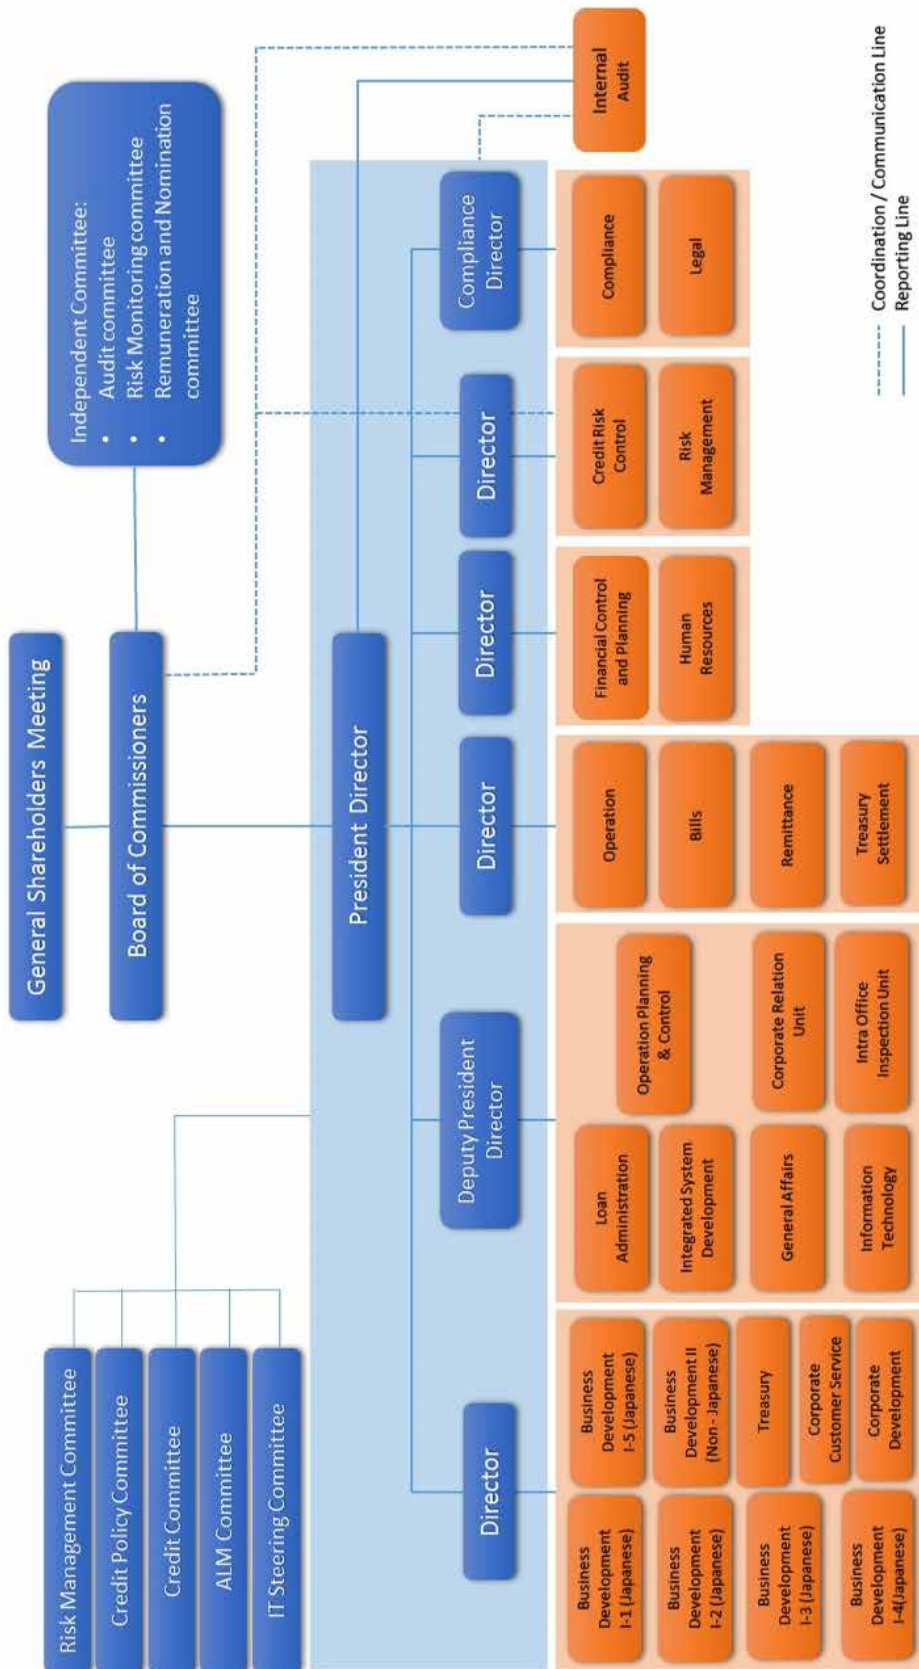 General Shareholders Meeting
Board of Commissioners
Independent Committee:
• Audit committee
• Risk Monitoring committee
• Remuneration and Nomination
committee
Risk Management Committee
Credit Policy Committee
Credit Committee
ALM Committee
IT Steering Committee
President Director
Director
Deputy President
Director
Director
Director
Director
Compliance
Director
Internal
Audit
Business
Development
I-1 (Japanese)
Business
Development
I-5 (Japanese)
Business
Development
I-2 (Japanese)
Business
Development II
(Non - Japanese)
Business
Development
I-3 (Japanese)
Treasury
Corporate
Customer Service
Business
Development
I-4(Japanese)
Corporate
Development
Loan
Administration
Operation Planning
& Control
Integrated System
Development
General Affairs
Corporate Relation
Unit
Information
Technology
Intra Office
Inspection Unit
Operation
Bills
Remittance
Treasury
Settlement
Financial Control
and Planning
Human
Resources
Credit Risk
Control
Risk
Management
Compliance
Legal
Coordination / Communication Line
Reporting Line